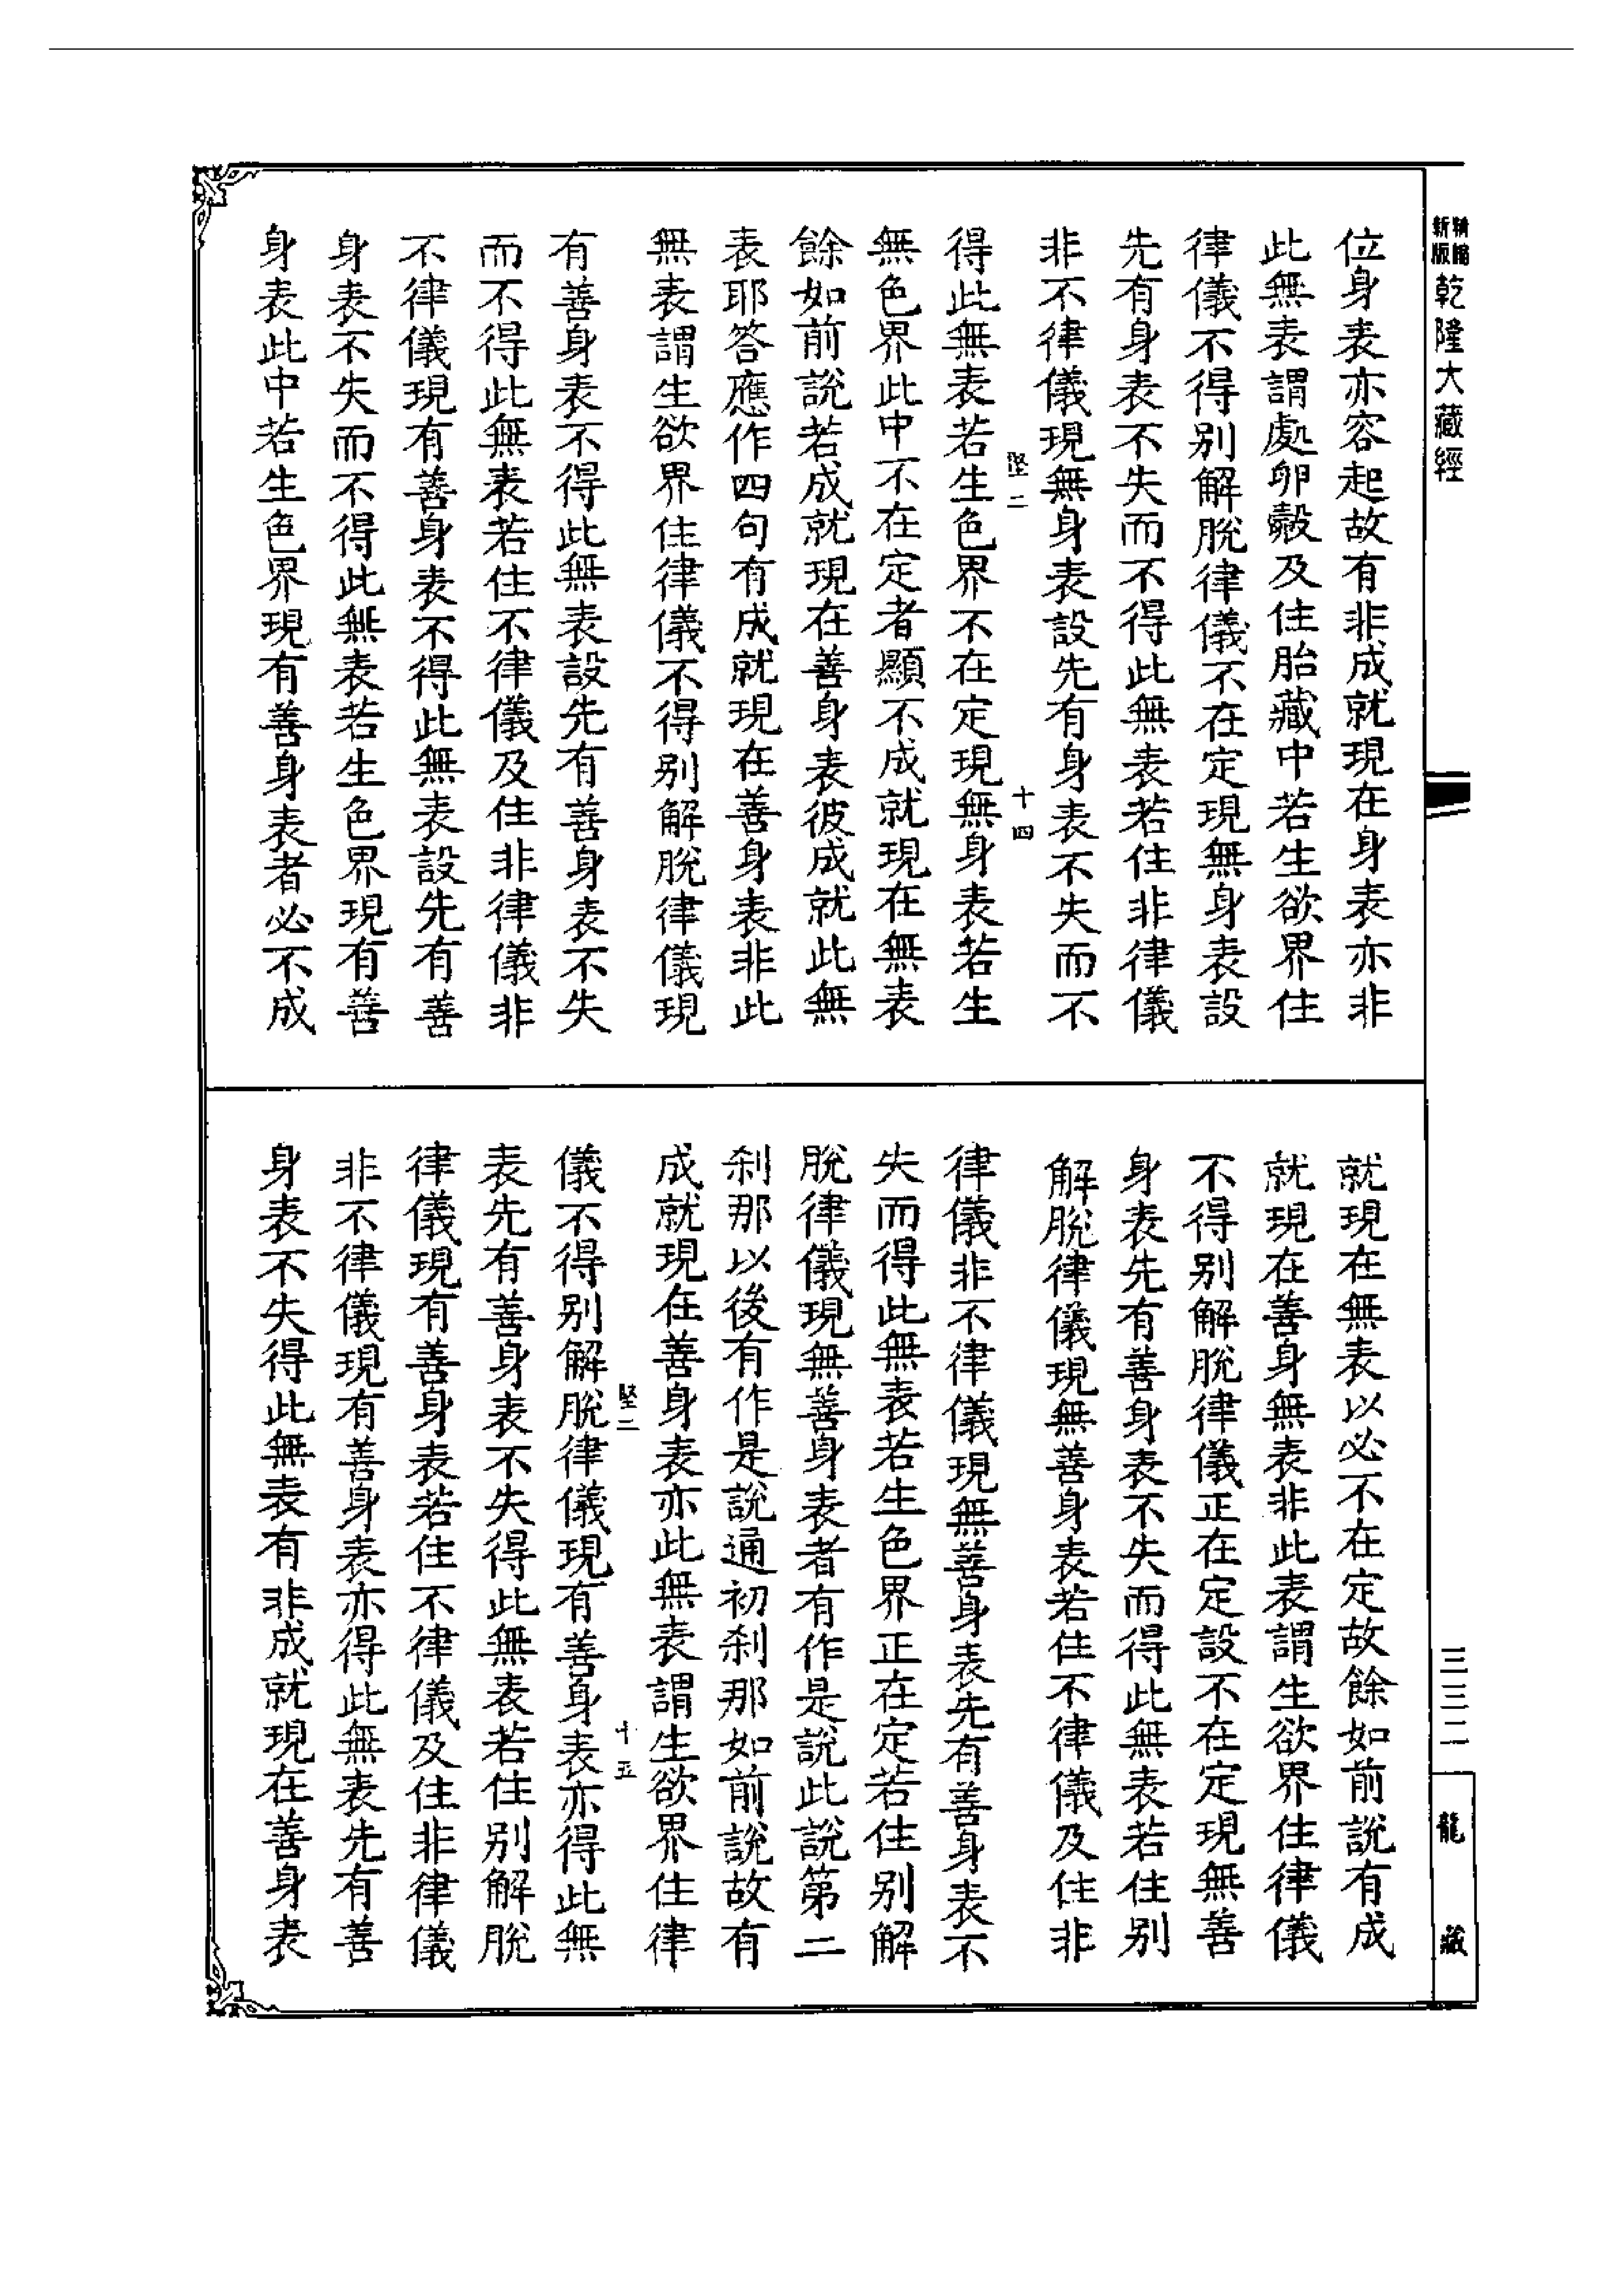 精縮新版乾隆大藏經
位身表亦容起故有非成就現在身表亦非
此無表謂處卵㲉及住胎藏中若生欲界住
律儀不得別解脫律儀不在定現無身表設
先有身表不失而不得此無表若住非律儀
非不律儀現無身表設先有身表不失而不
堅二
十四
得此無表若生色界不在定現無身表若生
無色界此中不在定者顯不成就現在無表
餘如前說若成就現在善身表彼成就此無
表耶答應作四句有成就現在善身表非此
無表謂生欲界住律儀不得別解脫律儀現
有善身表不得此無表設先有善身表不失
而不得此無表若住不律儀及住非律儀非
不律儀現有善身表不得此無表設先有善
身表不失而不得此無表若生色界現有善
身表此中若生色界現有善身表者必不成
就現在無表以必不在定故餘如前說有成
就現在善身無表非此表謂生欲界住律儀
不得別解脫律儀正在定設不在定現無善
身表先有善身表不失而得此無表若住別
解脫律儀現無善身表若住不律儀及住非
律儀非不律儀現無善身表先有善身表不
失而得此無表若生色界正在定若住別解
脫律儀現無善身表者有作是說此說第二
剎那以後有作是說通初剎那如前說故有
成就現在善身表亦此無表謂生欲界住律
堅二
十五
儀不得別解脫律儀現有善身表亦得此無
表先有善身表不失得此無表若住別解脫
律儀現有善身表若住不律儀及住非律儀
非不律儀現有善身表亦得此無表先有善
身表不失得此無表有非成就現在善身表
三三二
龍藏